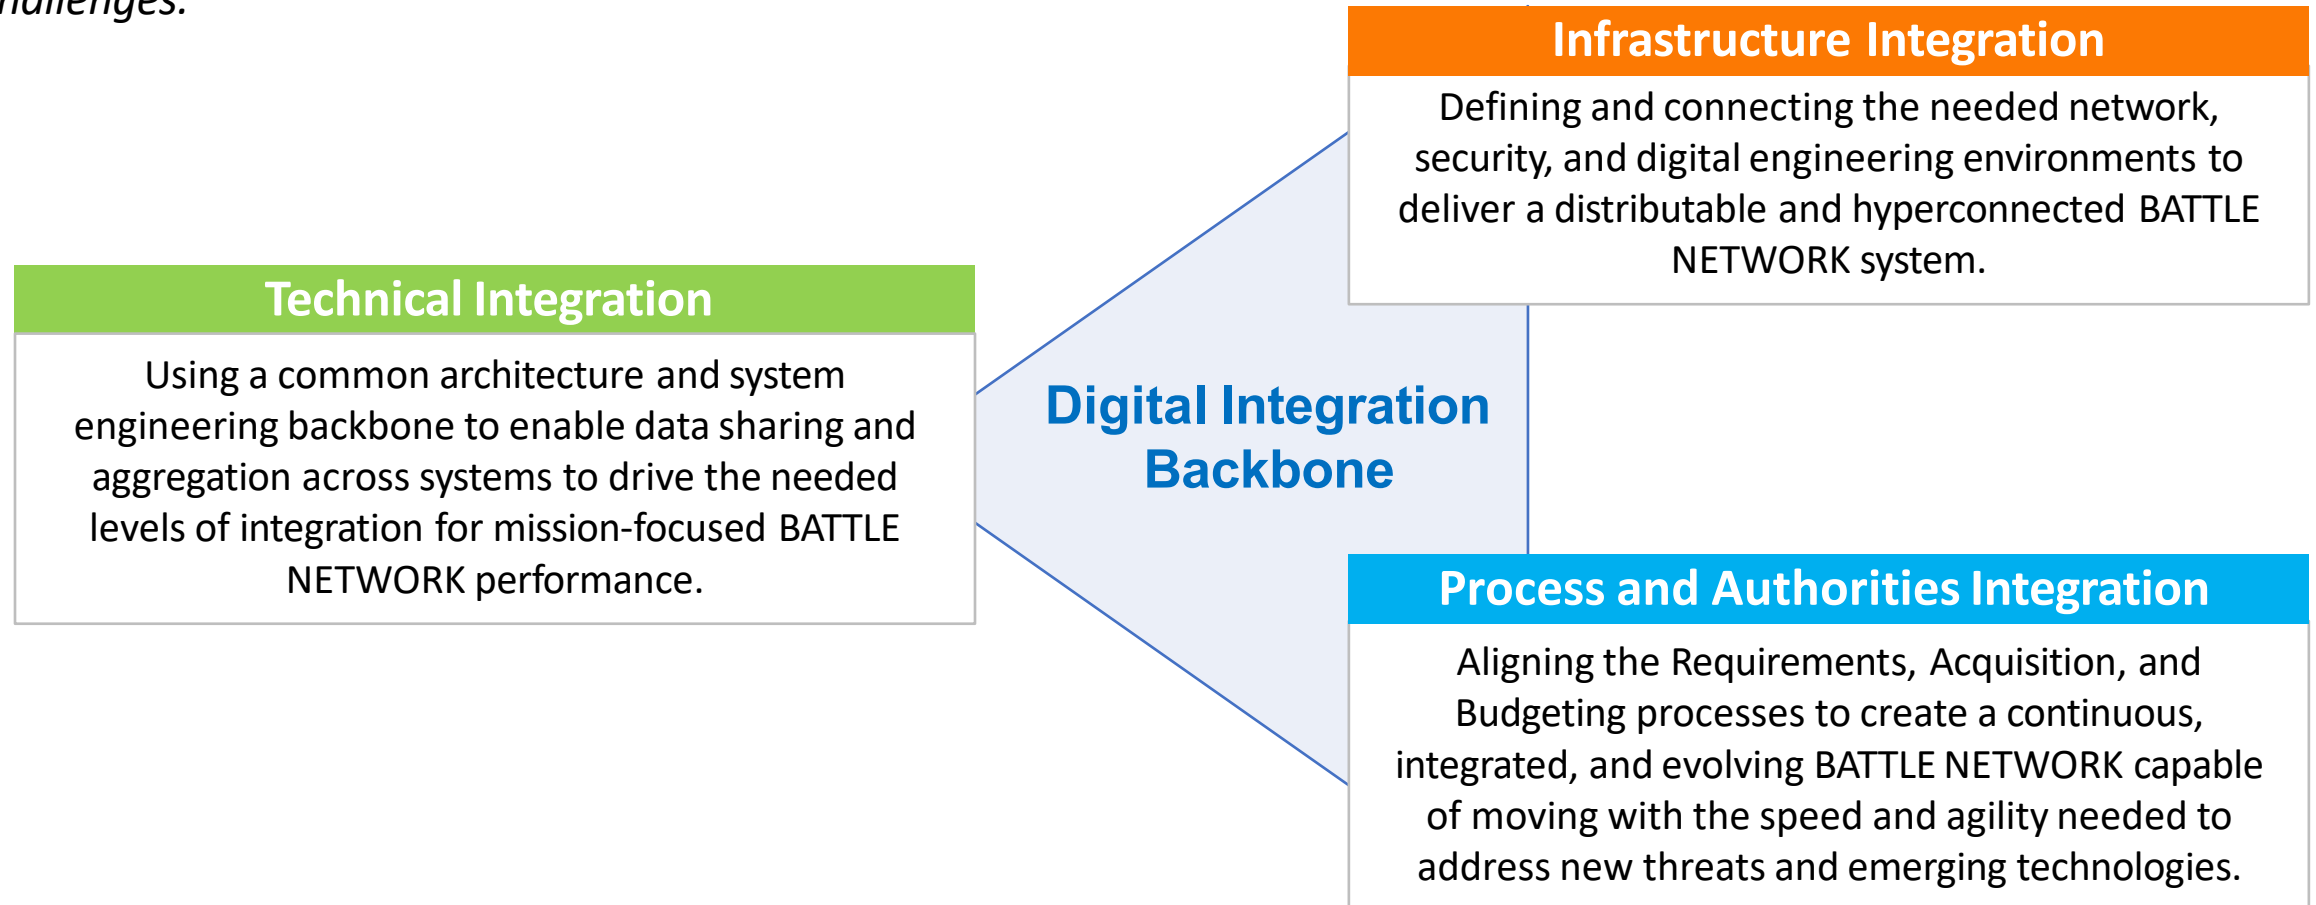 challenges.
Infrastructure Integration
Defining and connecting the needed network,
security, and digital engineering environments to
deliver a distributable and hyperconnected BATTLE
NETWORK system.
Technical Integration
Using a common architecture and system
engineering backbone to enable data sharing and
aggregation across systems to drive the needed
levels of integration for mission-focused BATTLE
NETWORK performance.
Digital Integration
Backbone
Process and Authorities Integration
Aligning the Requirements, Acquisition, and
Budgeting processes to create a continuous,
integrated, and evolving BATTLE NETWORK capable
of moving with the speed and agility needed to
address new threats and emerging technologies.